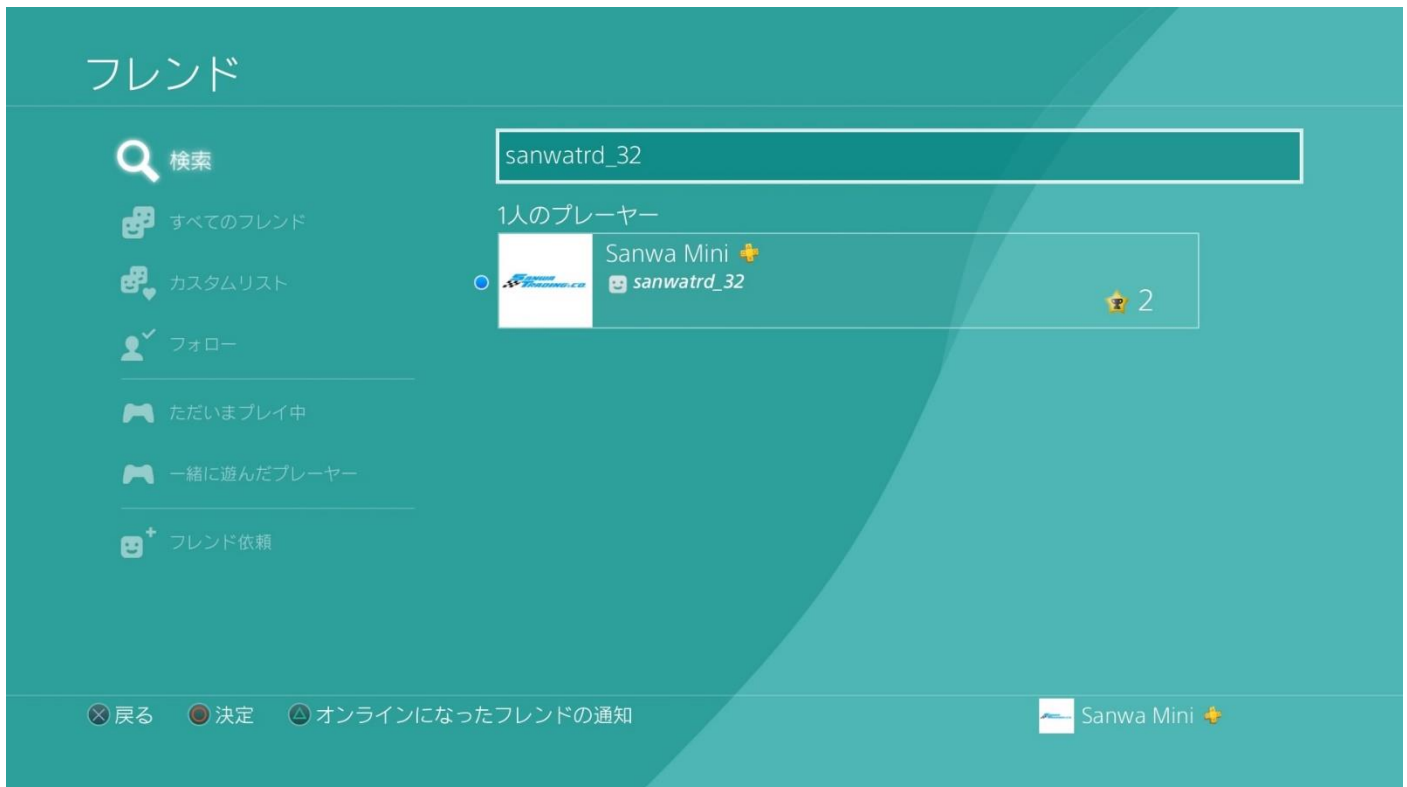 フレンド
検索
すべてのフレンド
カスタムリスト
フォロー
ただいまプレイ中
一緒に遊んだプレーヤー
フレンド依頼
sanwatrd_32
1人のプレーヤー
SANWA
TRADING.CO.
Sanwa Mini
sanwatrd_32
2
戻る 決定 オンラインになったフレンドの通知
Sanwa Mini